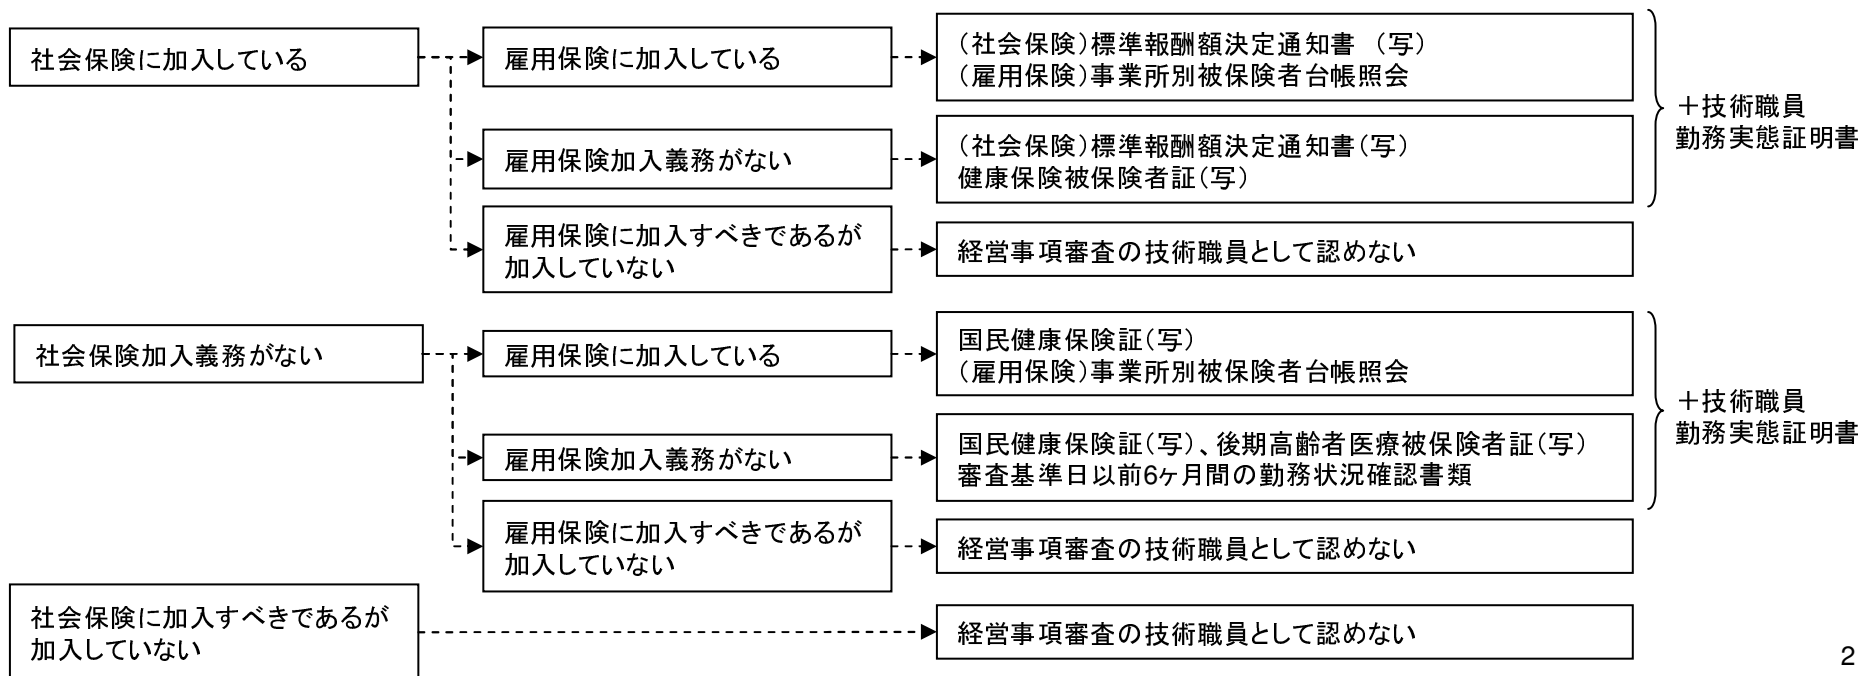 社会保険に加入している
雇用保険に加入している
（社会保険）標準報酬額決定通知書　（写）
（雇用保険）事業所別被保険者台帳照会
＋技術職員
勤務実態証明書
雇用保険加入義務がない
（社会保険）標準報酬額決定通知書（写）
健康保険被保険者証（写）
雇用保険に加入すべきであるが
加入していない
経営事項審査の技術職員として認めない
社会保険加入義務がない
雇用保険に加入している
国民健康保険証（写）
（雇用保険）事業所別被保険者台帳照会
＋技術職員
勤務実態証明書
雇用保険加入義務がない
国民健康保険証（写）、後期高齢者医療被保険者証（写）
審査基準日以前6ヶ月間の勤務状況確認書類
雇用保険に加入すべきであるが
加入していない
経営事項審査の技術職員として認めない
社会保険に加入すべきであるが
加入していない
経営事項審査の技術職員として認めない
2